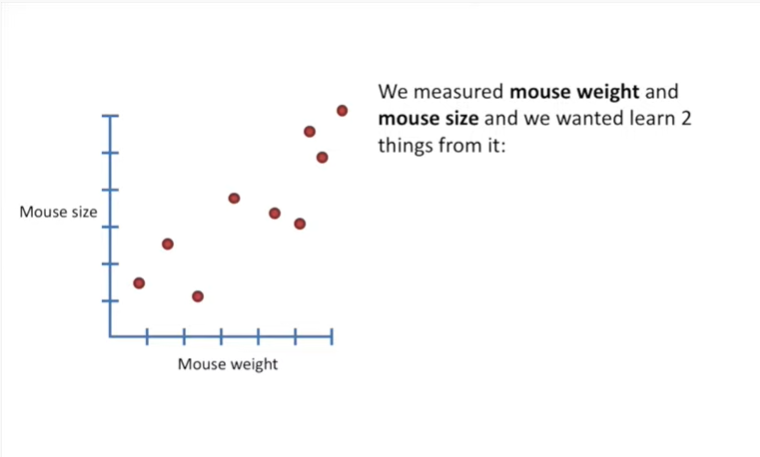 We measured mouse weight and
mouse size and we wanted learn 2
things from it:
Mouse size
Mouse weight